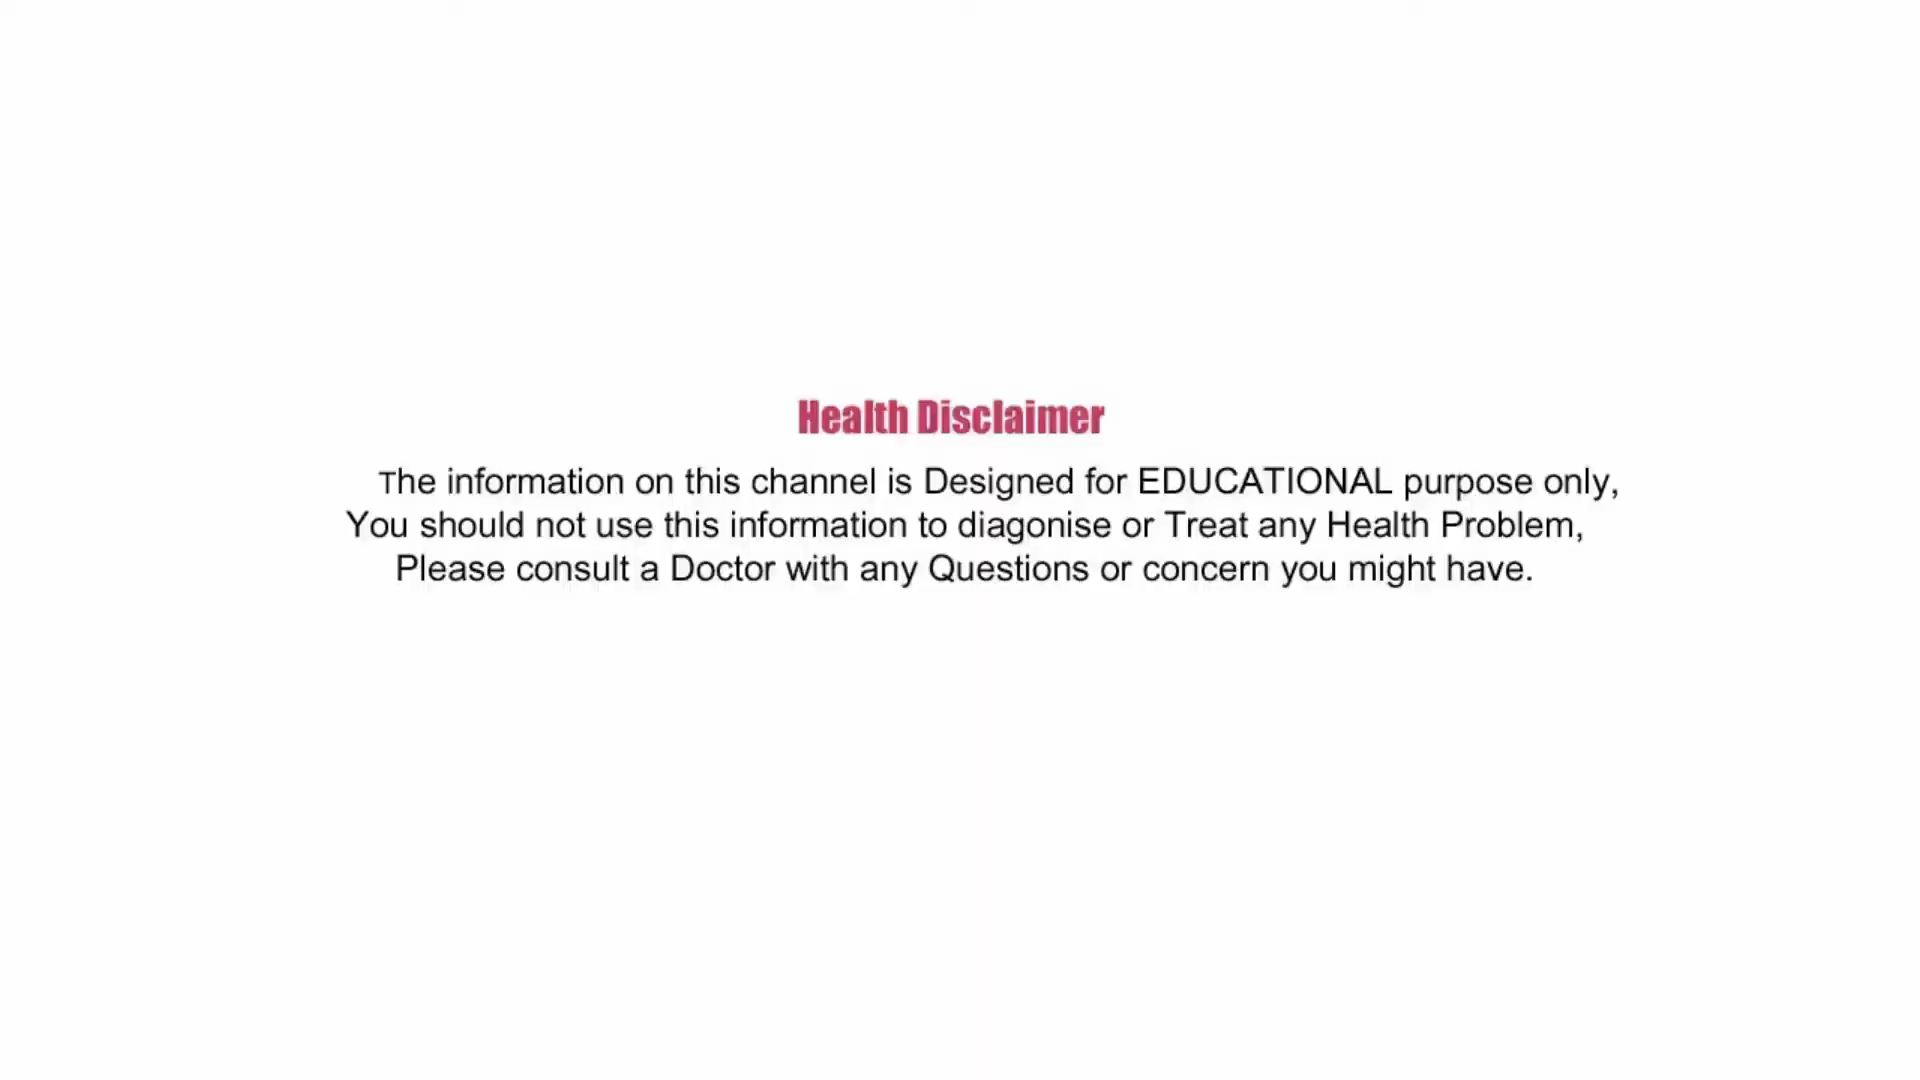 Health Disclaimer
The information on this channel is Designed for EDUCATIONAL purpose only,
You should not use this information to diagonise or Treat any Health Problem,
Please consult a Doctor with any Questions or concern you might have.